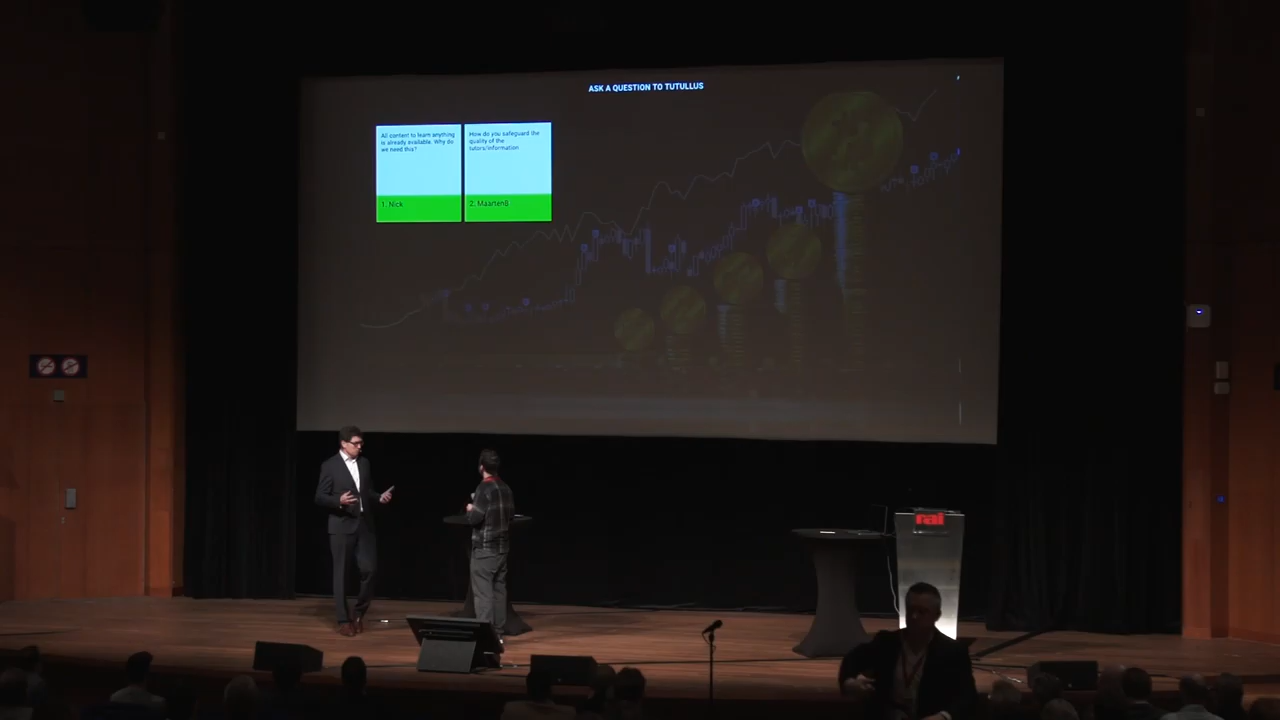 ASK A QUESTION TO TUTULLUS
All content to learn anything
is already available. Why do
we need this?
1. Nick
How do you safeguard the
quality of the
tutors/information
2. MaartenB
rai